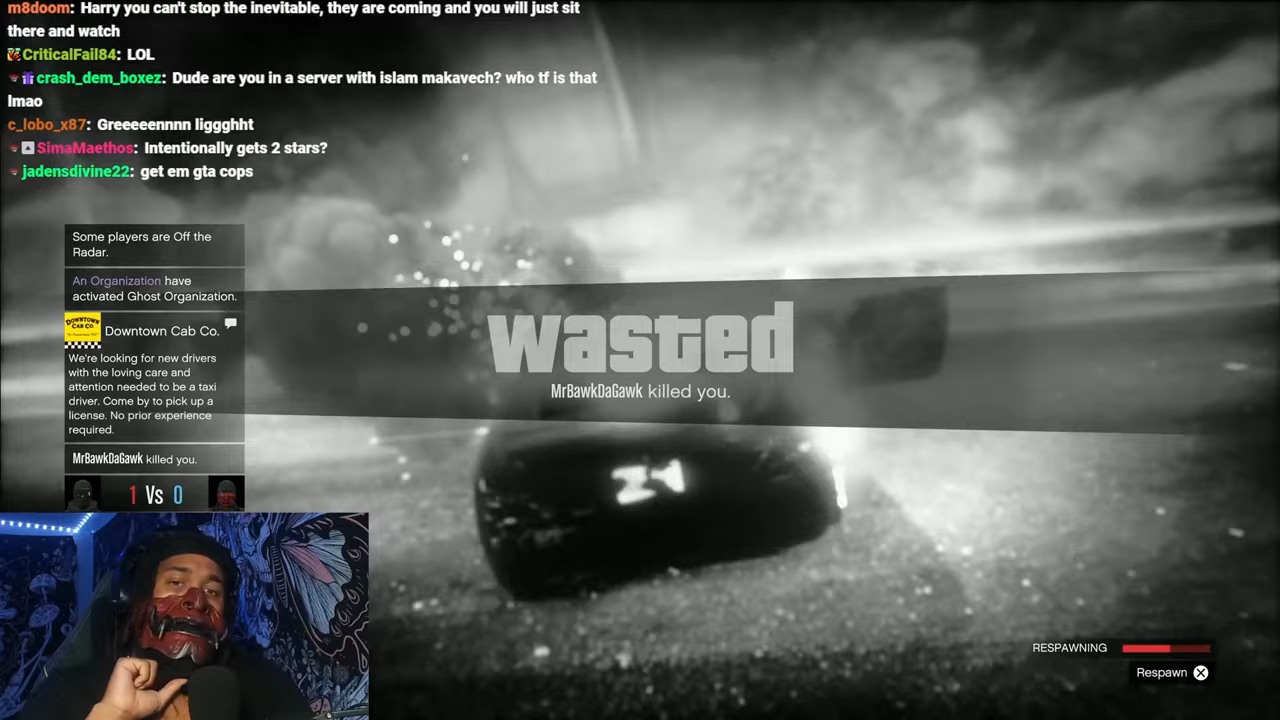 m8doom: Harry you can't stop the inevitable, they are coming and you will just sit
there and watch
CriticalFail84: LOL
crash_dem_boxez: Dude are you in a server with islam makavech? who tf is that
lmao
c_lobo_x87: Greeeeennnn liggghht
SimaMaethos: Intentionally gets 2 stars?
jadensdivine22: get em gta cops
Some players are Off the
Radar.
An Organization have
activated Ghost Organization.
DOWNTOWN
CAB CO.
Downtown Cab Co.
We're looking for new drivers
with the loving care and
attention needed to be a taxi
driver. Come by to pick up a
license. No prior experience
required.
MrBawkDaGawk killed you.
1 Vs 0
wasted
MrBawkDaGawk killed you.
RESPAWNING
Respawn